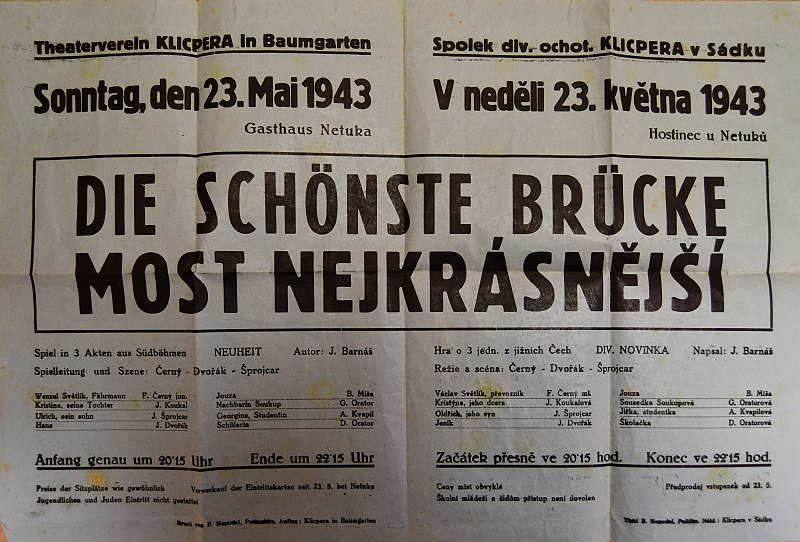 Theaterverein KLICPERA in Baumgarten
Sonntag, den 23. Mai 1943
Gasthaus Netuka
Spolek div. ochot. KLICPERA v Sádku
V neděli 23. května 1943
Hostinec u Netuků
DIE SCHÖNSTE BRÜCKE
MOST NEJKRÁSNĚJŠÍ
Spiel in 3 Akten aus Südböhmen NEUHEIT Autor: J. Barnáš
Spielleitung und Szene: Černý - Dvořák - Šprojcar
Wenzel Světlík, Fährmann F. Černý jun.
Kristine, seine Tochter J. Koukal
Ulrich, sein sohn J. Šprojcar
Hans J. Dvořák
Jouza B. Míša
Nachbarin Soukup G. Orator
Georgine, Studentin A. Kvapil
Schülerin D. Orator
Anfang genau um 20·15 Uhr Ende um 22·15 Uhr
Preise der Sitzplätze wie gewöhnlich Vorverkauf der Eintrittskarten seit 23. 5. bei Netuka
Jugendlichen und Juden Eintritt nicht gestattet
Druck von B. Nepodal, Auflag: Klicpera in Baumgarten
Hra o 3 jedn. z jižních Čech DIV. NOVINKA Napsal: J. Barnáš
Režie a scéna: Černý - Dvořák - Šprojcar
Václav Světlík, převozník F. Černý ml.
Kristýna, jeho dcera J. Koukalová
Oldřich, jeho syn J. Šprojcar
Jeník J. Dvořák
Jouza B. Míša
Sousedka Soukupová G. Oratorová
Jiřka, studentka A. Kvapilová
Školačka D. Oratorová
Začátek přesně ve 20·15 hod. Konec ve 22·15 hod.
Ceny míst obvyklé Předprodej vstupenek od 23. 5.
Školní mládeži a židům přístup není dovolen
Tiskl B. Nepodal, Nákl.: Klicpera v Sádku